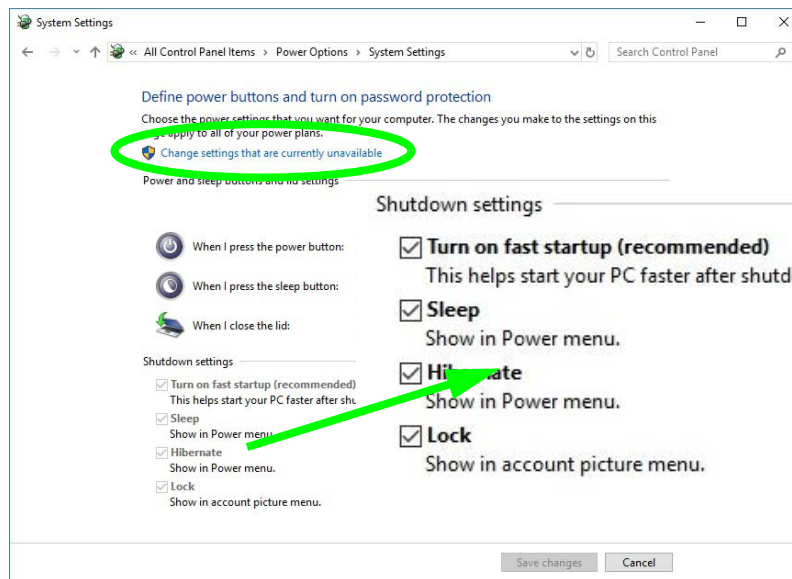 System Settings
« All Control Panel Items > Power Options > System Settings
Search Control Panel
Define power buttons and turn on password protection
Choose the power settings that you want for your computer. The changes you make to the settings on this
page apply to all of your power plans.
Change settings that are currently unavailable
Power and sleep buttons and lid settings
When I press the power button:
When I press the sleep button:
When I close the lid:
Shutdown settings
Turn on fast startup (recommended)
This helps start your PC faster after shu
Sleep
Show in Power menu.
Hibernate
Show in Power menu.
Lock
Show in account picture menu.
Shutdown settings
Turn on fast startup (recommended)
This helps start your PC faster after shutd
Sleep
Show in Power menu.
Hibernate
Show in Power menu.
Lock
Show in account picture menu.
Save changes
Cancel